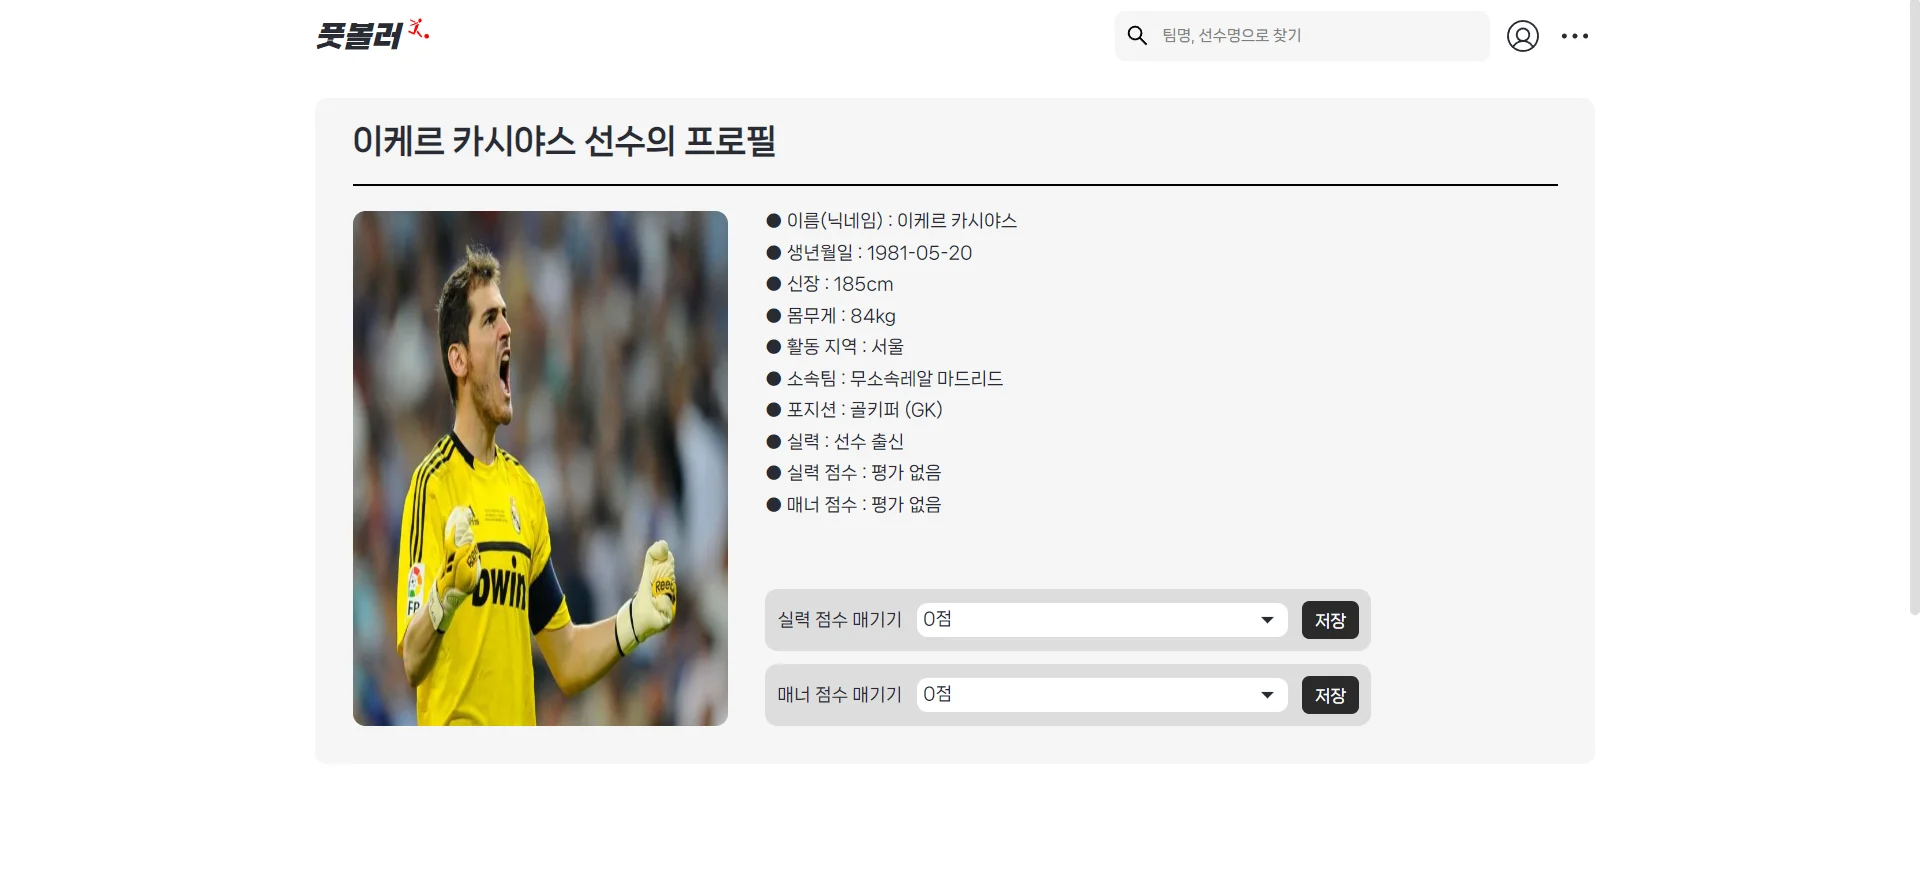 풋볼러
팀명, 선수명으로 찾기
이케르 카시야스 선수의 프로필
● 이름(닉네임) : 이케르 카시야스
● 생년월일 : 1981-05-20
● 신장 : 185cm
● 몸무게 : 84kg
● 활동 지역 : 서울
● 소속팀 : 무소속레알 마드리드
● 포지션 : 골키퍼 (GK)
● 실력 : 선수 출신
● 실력 점수 : 평가 없음
● 매너 점수 : 평가 없음
bwin
실력 점수 매기기 0점 저장
매너 점수 매기기 0점 저장